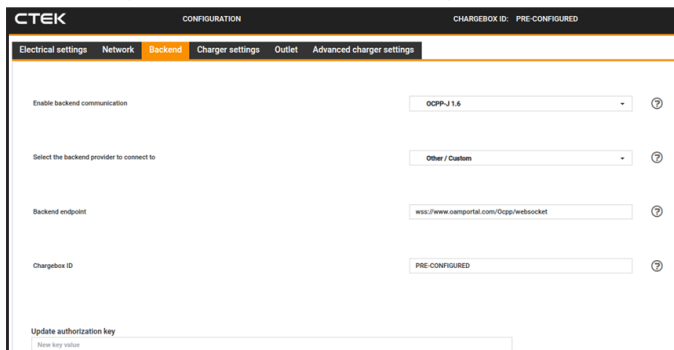 CTEK CONFIGURATION CHARGEBOX ID: PRE-CONFIGURED
Electrical settings Network Backend Charger settings Outlet Advanced charger settings
Enable backend communication OCPP-J 1.6 ?
Select the backend provider to connect to Other / Custom ?
Backend endpoint wss://www.oamportal.com/Ocpp/websocket ?
Chargebox ID PRE-CONFIGURED ?
Update authorization key
New key value